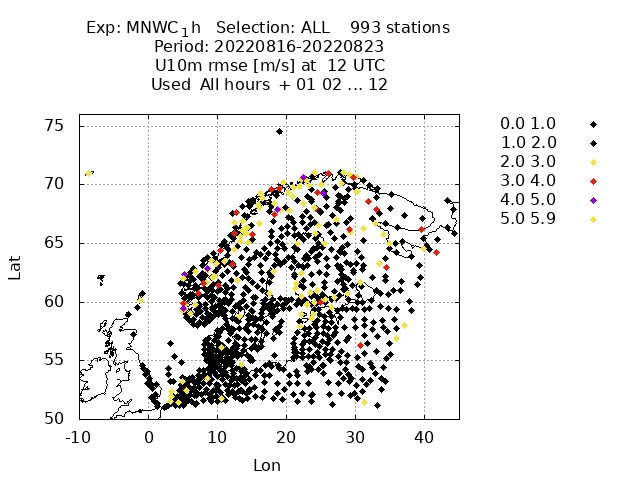 Exp: MNWC_1h Selection: ALL 993 stations
Period: 20220816-20220823
U10m rmse [m/s] at 12 UTC
Used All hours + 01 02 ... 12
75
70
65
60
55
50
-10 0 10 20 30 40
Lat
Lon
0.0 1.0
1.0 2.0
2.0 3.0
3.0 4.0
4.0 5.0
5.0 5.9